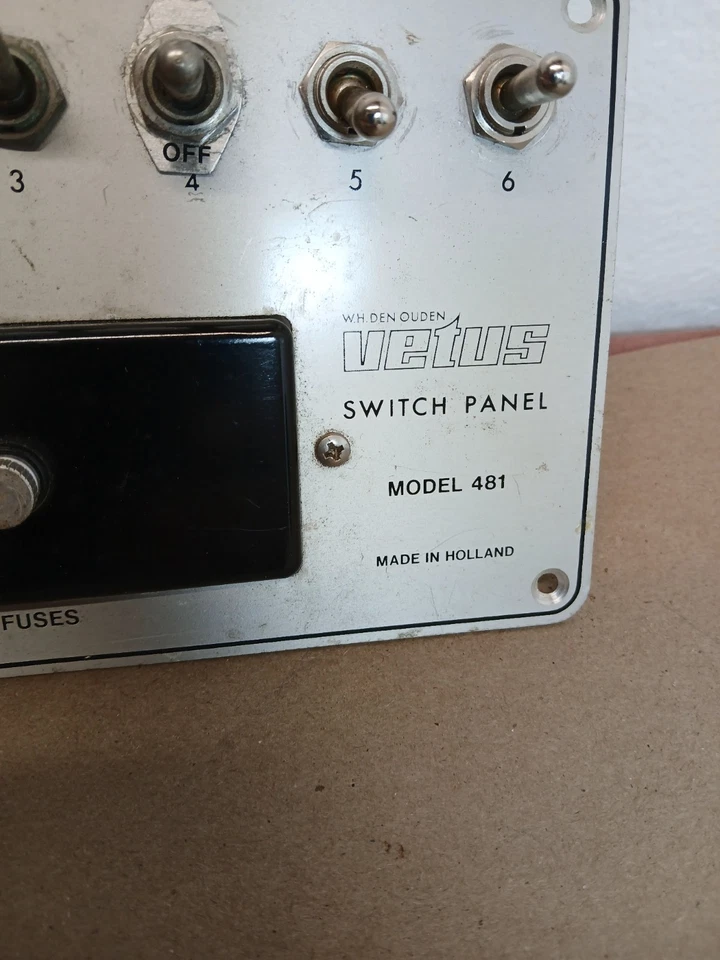 OFF
3 4 5 6
W.H. DEN OUDEN
vetus
SWITCH PANEL
MODEL 481
MADE IN HOLLAND
FUSES